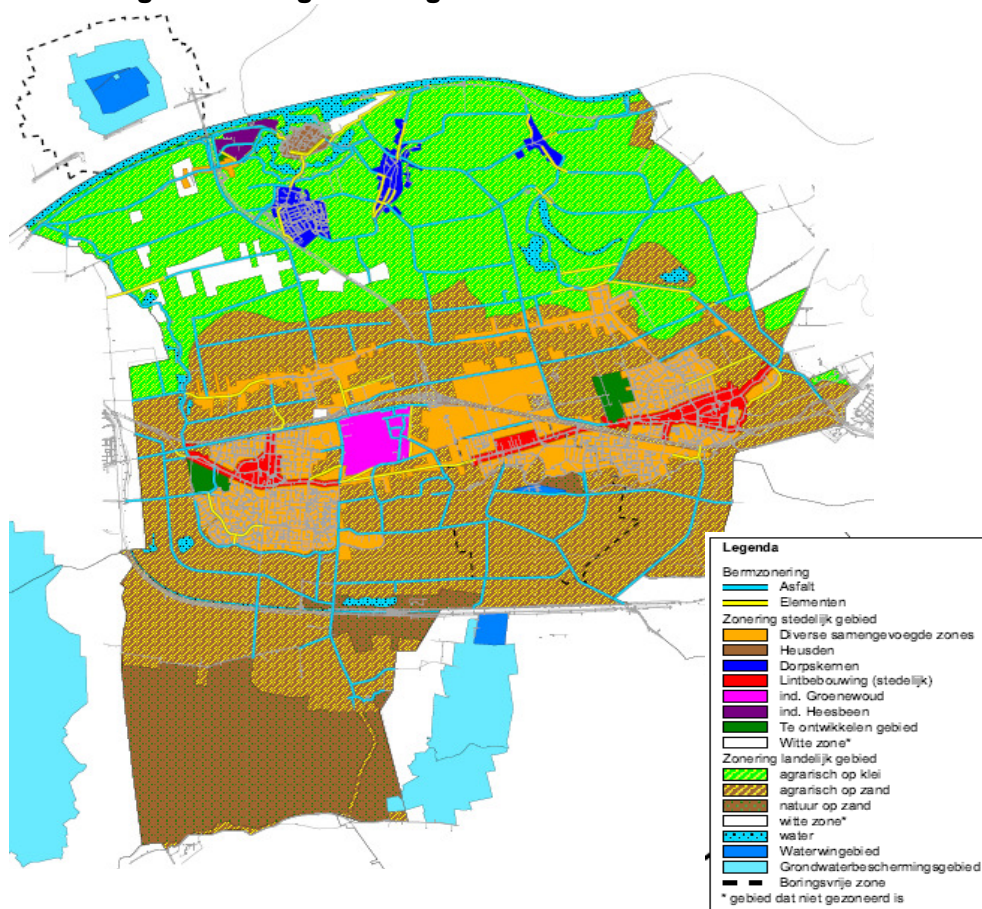 Legenda
Bermzonering
Asfalt
Elementen
Zonering stedelijk gebied
Diverse samengevoegde zones
Heusden
Dorpskernen
Lintbebouwing (stedelijk)
ind. Groenewoud
ind. Heesbeen
Te ontwikkelen gebied
Witte zone*
Zonering landelijk gebied
agrarisch op klei
agrarisch op zand
natuur op zand
witte zone*
water
Waterwingebied
Grondwaterbeschermingsgebied
Boringsvrije zone
* gebied dat niet gezoneerd is